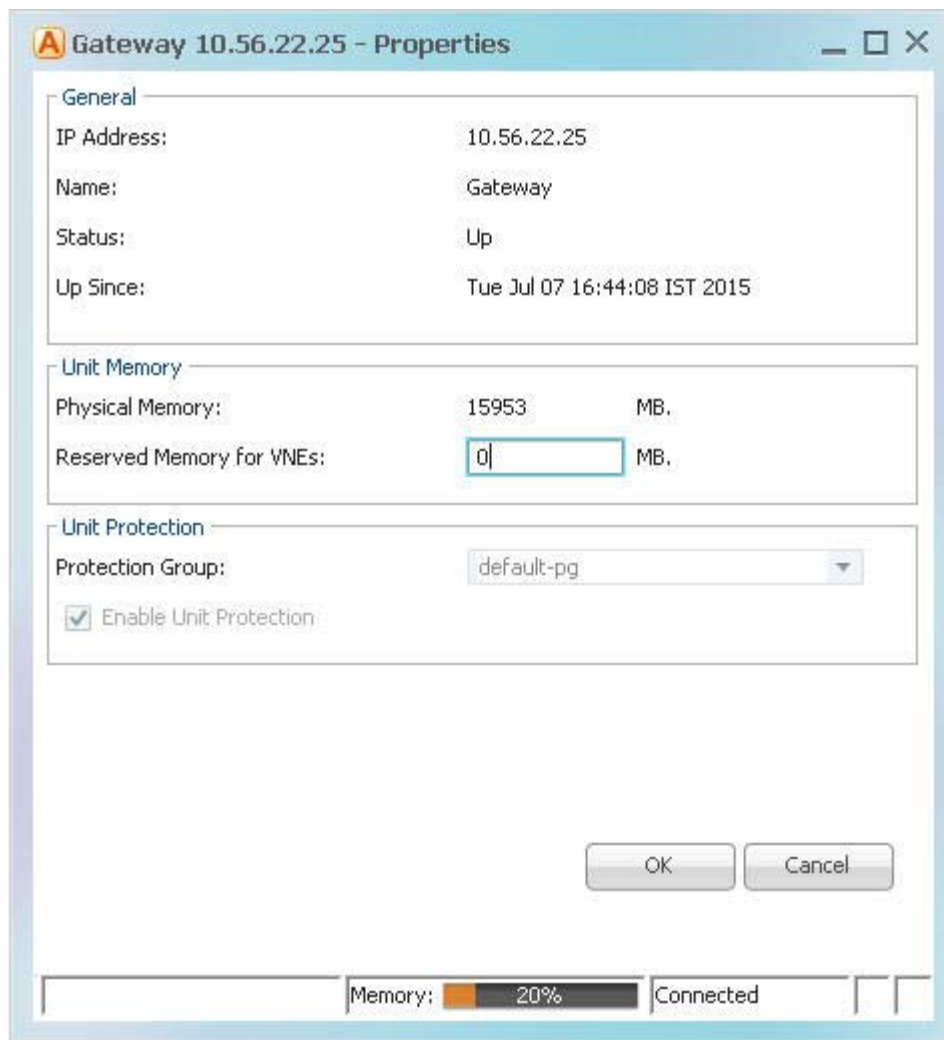 A Gateway 10.56.22.25 - Properties
General
IP Address: 10.56.22.25
Name: Gateway
Status: Up
Up Since: Tue Jul 07 16:44:08 IST 2015
Unit Memory
Physical Memory: 15953 MB.
Reserved Memory for VNEs: 0 MB.
Unit Protection
Protection Group: default-pg
Enable Unit Protection
OK Cancel
Memory: 20% Connected